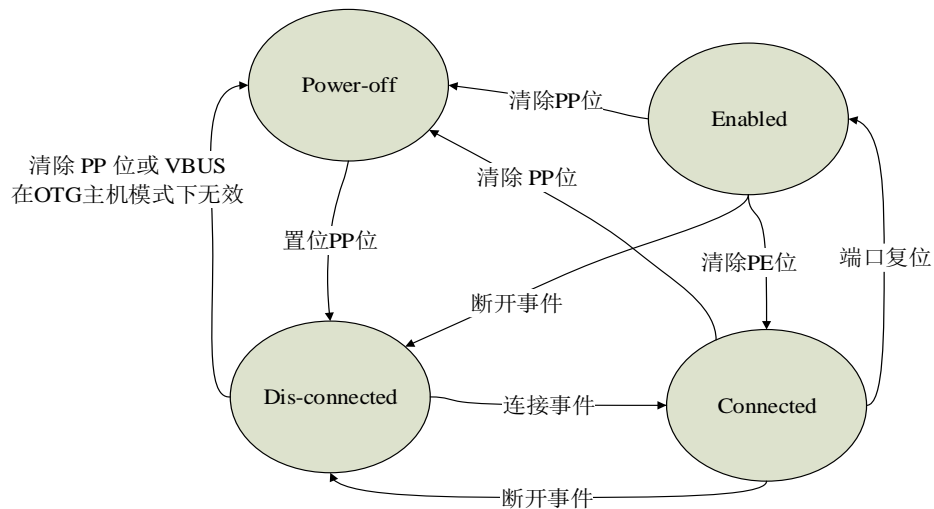 Power-off
Enabled
清除PP位
清除 PP 位或 VBUS
在OTG主机模式下无效
清除 PP位
置位PP位
清除PE位
端口复位
断开事件
Dis-connected
连接事件
Connected
断开事件